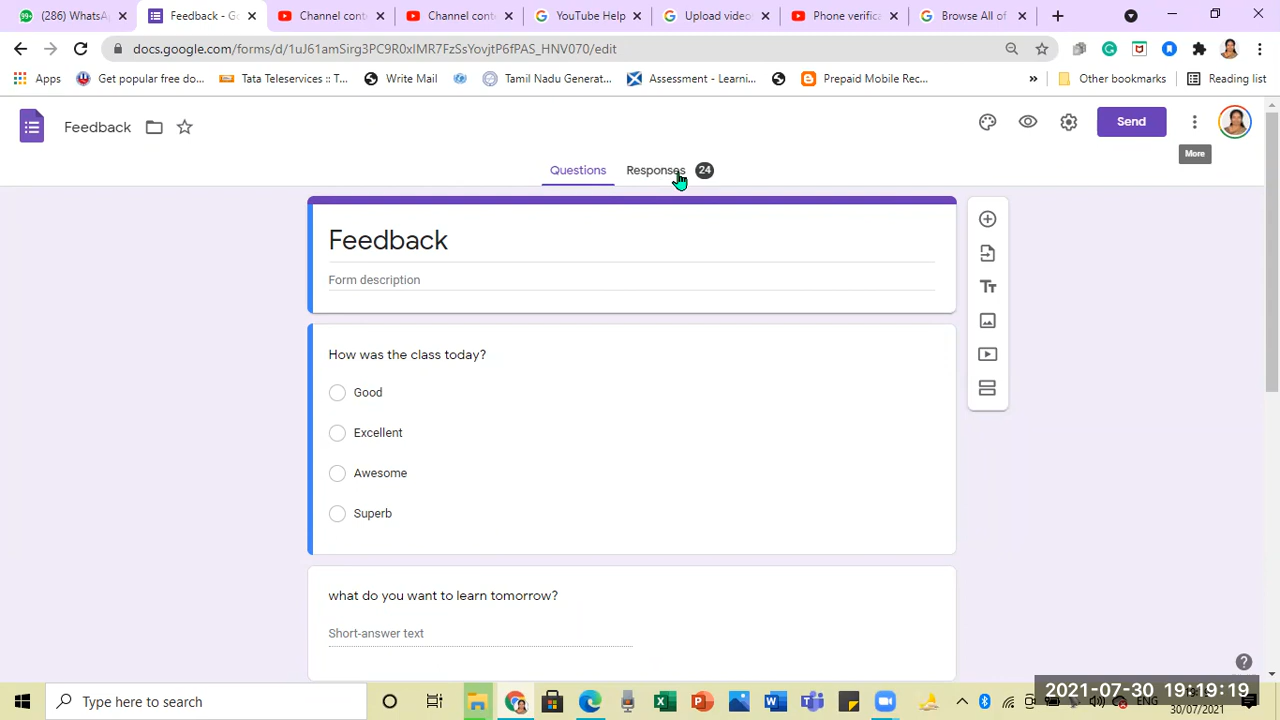 99+
(286) WhatsA
Feedback - G
Channel cont
Channel cont
YouTube Help
Upload video
Phone verifica
Browse All of
docs.google.com/forms/d/1uJ61amSirg3PC9R0xIMR7FzSsYovjtP6fPAS_HNV070/edit
Apps
Get popular free do...
Tata Teleservices :: T...
Write Mail
Tamil Nadu Generat...
Assessment - Learni...
Prepaid Mobile Rec...
»
Other bookmarks
Reading list
Feedback
Send
More
Questions
Responses
24
Feedback
Form description
How was the class today?
Good
Excellent
Awesome
Superb
what do you want to learn tomorrow?
Short-answer text
Type here to search
ENG
2021-07-30 19:19:19
30/07/2021